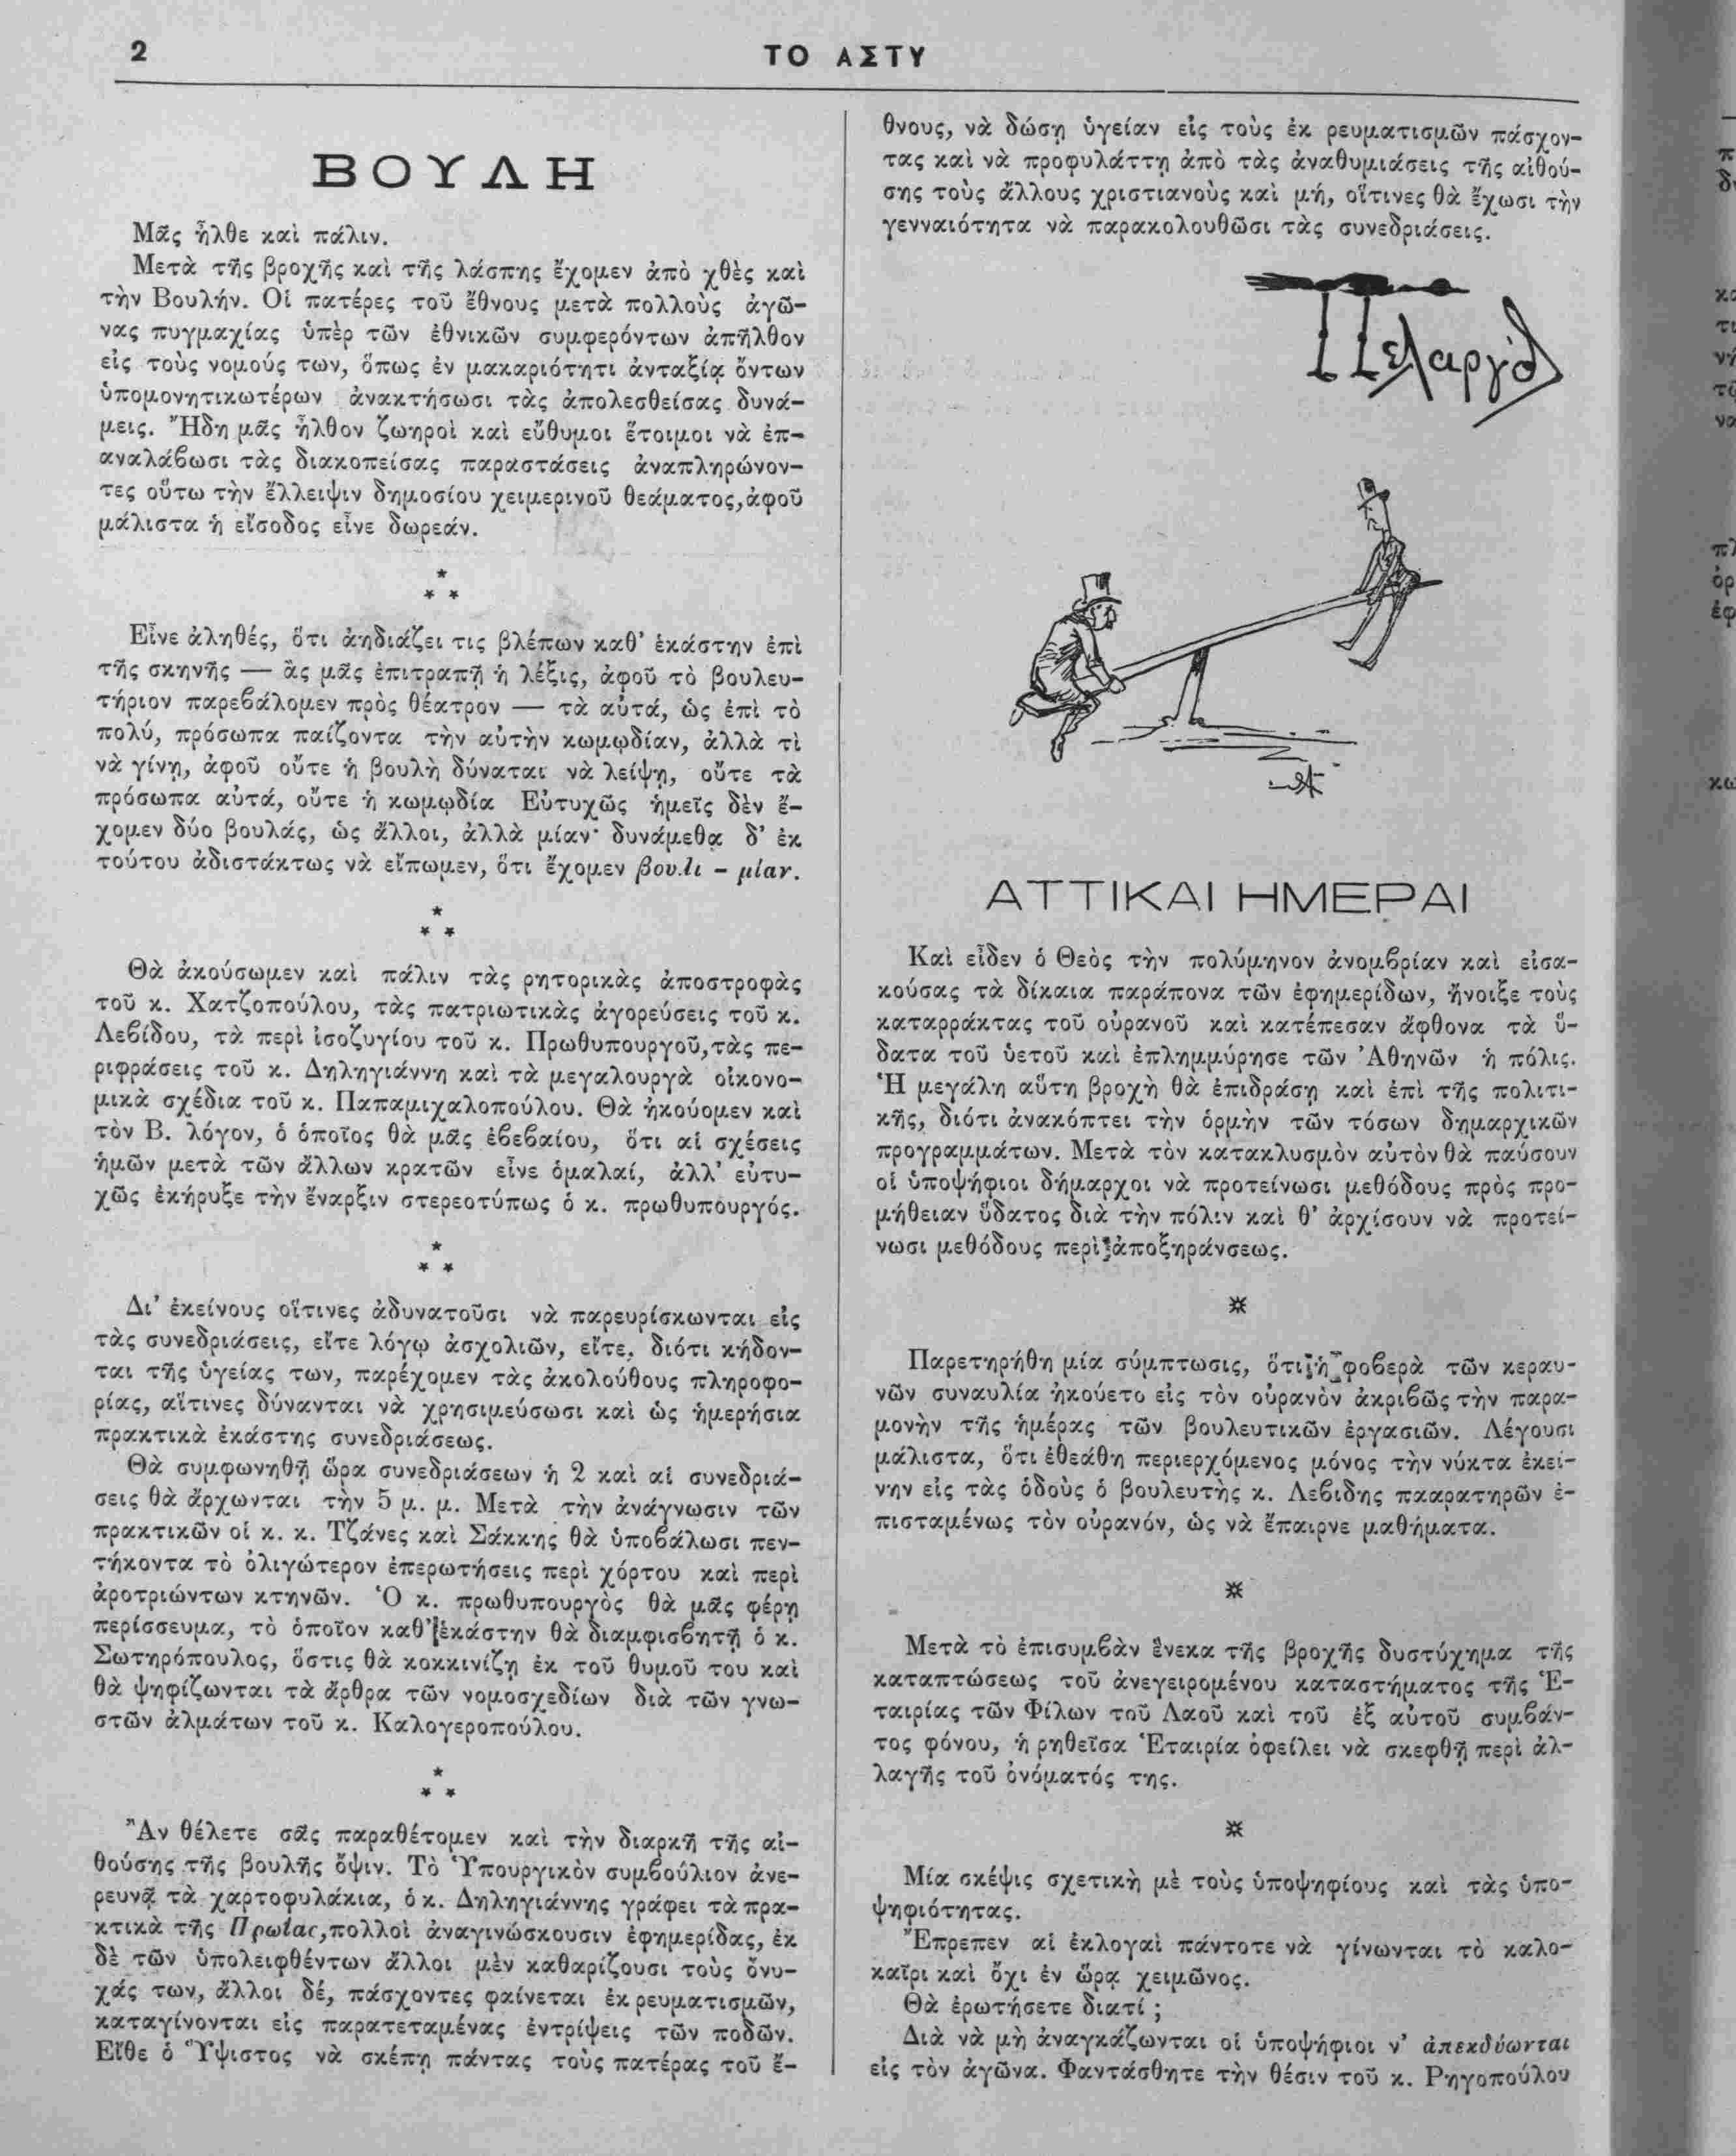 2
ΤΟ ΑΣΤΥ
ΒΟΥΛΗ
Μᾶς ἦλθε καὶ πάλιν.
Μετὰ τῆς βροχῆς καὶ τῆς λάσπης ἔχομεν ἀπὸ χθὲς καὶ
τὴν Βουλήν. Οἱ πατέρες τοῦ ἔθνους μετὰ πολλοὺς ἀγῶ-
νας πυγμαχίας ὑπὲρ τῶν ἐθνικῶν συμφερόντων ἀπῆλθον
εἰς τοὺς νομούς των, ὅπως ἐν μακαριότητι ἀνταξίᾳ ὄντων
ὑπομονητικωτέρων ἀνακτήσωσι τὰς ἀπολεσθείσας δυνά-
μεις. Ἤδη μᾶς ἦλθον ζωηροὶ καὶ εὔθυμοι ἕτοιμοι νὰ ἐπ-
αναλάβωσι τὰς διακοπείσας παραστάσεις ἀναπληρώνον-
τες οὕτω τὴν ἔλλειψιν δημοσίου χειμερινοῦ θεάματος, ἀφοῦ
μάλιστα ἡ εἴσοδος εἶνε δωρεάν.
*
* *
Εἶνε ἀληθές, ὅτι ἀηδιάζει τις βλέπων καθ' ἑκάστην ἐπὶ
τῆς σκηνῆς — ἂς μᾶς ἐπιτραπῇ ἡ λέξις, ἀφοῦ τὸ βουλευ-
τήριον παρεβάλομεν πρὸς θέατρον — τὰ αὐτά, ὡς ἐπὶ τὸ
πολύ, πρόσωπα παίζοντα τὴν αὐτὴν κωμῳδίαν, ἀλλὰ τὶ
νὰ γίνῃ, ἀφοῦ οὔτε ἡ βουλὴ δύναται νὰ λείψῃ, οὔτε τὰ
πρόσωπα αὐτά, οὔτε ἡ κωμῳδία Εὐτυχῶς ἡμεῖς δὲν ἔ-
χομεν δύο βουλάς, ὡς ἄλλοι, ἀλλὰ μίαν· δυνάμεθα δ' ἐκ
τούτου ἀδιστάκτως νὰ εἴπωμεν, ὅτι ἔχομεν βουλι - μίαν.
*
* *
Θὰ ἀκούσωμεν καὶ πάλιν τὰς ρητορικὰς ἀποστροφὰς
τοῦ κ. Χατζοπούλου, τὰς πατριωτικὰς ἀγορεύσεις τοῦ κ.
Λεβίδου, τὰ περὶ ἰσοζυγίου τοῦ κ. Πρωθυπουργοῦ, τὰς πε-
ριφράσεις τοῦ κ. Δηληγιάννη καὶ τὰ μεγαλουργὰ οἰκονο-
μικὰ σχέδια τοῦ κ. Παπαμιχαλοπούλου. Θὰ ἠκούομεν καὶ
τὸν Β. λόγον, ὁ ὁποῖος θὰ μᾶς ἐβεβαίου, ὅτι αἱ σχέσεις
ἡμῶν μετὰ τῶν ἄλλων κρατῶν εἶνε ὁμαλαί, ἀλλ' εὐτυ-
χῶς ἐκήρυξε τὴν ἔναρξιν στερεοτύπως ὁ κ. πρωθυπουργός.
*
* *
Δι' ἐκείνους οἵτινες ἀδυνατοῦσι νὰ παρευρίσκωνται εἰς
τὰς συνεδριάσεις, εἴτε λόγῳ ἀσχολιῶν, εἴτε, διότι κήδον-
ται τῆς ὑγείας των, παρέχομεν τὰς ἀκολούθους πληροφο-
ρίας, αἵτινες δύνανται νὰ χρησιμεύσωσι καὶ ὡς ἡμερήσια
πρακτικὰ ἑκάστης συνεδριάσεως.
Θὰ συμφωνηθῇ ὥρα συνεδριάσεων ἡ 2 καὶ αἱ συνεδριά-
σεις θὰ ἄρχωνται τὴν 5 μ. μ. Μετὰ τὴν ἀνάγνωσιν τῶν
πρακτικῶν οἱ κ. κ. Τζάνες καὶ Σάκκης θὰ ὑποβάλωσι πεν-
τήκοντα τὸ ὀλιγώτερον ἐπερωτήσεις περὶ χόρτου καὶ περὶ
ἀροτριώντων κτηνῶν. Ὁ κ. πρωθυπουργὸς θὰ μᾶς φέρῃ
περίσσευμα, τὸ ὁποῖον καθ' ἑκάστην θὰ διαμφισβητῇ ὁ κ.
Σωτηρόπουλος, ὅστις θὰ κοκκινίζῃ ἐκ τοῦ θυμοῦ του καὶ
θὰ ψηφίζωνται τὰ ἄρθρα τῶν νομοσχεδίων διὰ τῶν γνω-
στῶν ἁλμάτων τοῦ κ. Καλογεροπούλου.
*
* *
Ἂν θέλετε σᾶς παραθέτομεν καὶ τὴν διαρκῆ τῆς αἰ-
θούσης τῆς βουλῆς ὄψιν. Τὸ Ὑπουργικὸν συμβούλιον ἀνε-
ρευνᾷ τὰ χαρτοφυλάκια, ὁ κ. Δηληγιάννης γράφει τὰ πρα-
κτικὰ τῆς Πρωΐας, πολλοὶ ἀναγινώσκουσιν ἐφημερίδας, ἐκ
δὲ τῶν ὑπολειφθέντων ἄλλοι μὲν καθαρίζουσι τοὺς ὄνυ-
χάς των, ἄλλοι δέ, πάσχοντες φαίνεται ἐκ ρευματισμῶν,
καταγίνονται εἰς παρατεταμένας ἐντρίψεις τῶν ποδῶν.
Εἴθε ὁ Ὕψιστος νὰ σκέπῃ πάντας τοὺς πατέρας τοῦ ἔ-
θνους, νὰ δώσῃ ὑγείαν εἰς τοὺς ἐκ ρευματισμῶν πάσχον-
τας καὶ νὰ προφυλάττῃ ἀπὸ τὰς ἀναθυμιάσεις τῆς αἰθού-
σης τοὺς ἄλλους χριστιανοὺς καὶ μή, οἵτινες θὰ ἔχωσι τὴν
γενναιότητα νὰ παρακολουθῶσι τὰς συνεδριάσεις.
Πελαργός
ΑΤΤΙΚΑΙ ΗΜΕΡΑΙ
Καὶ εἶδεν ὁ Θεὸς τὴν πολύμηνον ἀνομβρίαν καὶ εἰσα-
κούσας τὰ δίκαια παράπονα τῶν ἐφημερίδων, ἤνοιξε τοὺς
καταρράκτας τοῦ οὐρανοῦ καὶ κατέπεσαν ἄφθονα τὰ ὕ-
δατα τοῦ ὑετοῦ καὶ ἐπλημμύρησε τῶν Ἀθηνῶν ἡ πόλις.
Ἡ μεγάλη αὕτη βροχὴ θὰ ἐπιδράσῃ καὶ ἐπὶ τῆς πολιτι-
κῆς, διότι ἀνακόπτει τὴν ὁρμὴν τῶν τόσων δημαρχικῶν
προγραμμάτων. Μετὰ τὸν κατακλυσμὸν αὐτὸν θὰ παύσουν
οἱ ὑποψήφιοι δήμαρχοι νὰ προτείνωσι μεθόδους πρὸς προ-
μήθειαν ὕδατος διὰ τὴν πόλιν καὶ θ' ἀρχίσουν νὰ προτεί-
νωσι μεθόδους περὶ ἀποξηράνσεως.
※
Παρετηρήθη μία σύμπτωσις, ὅτι ἡ φοβερὰ τῶν κεραυ-
νῶν συναυλία ἠκούετο εἰς τὸν οὐρανὸν ἀκριβῶς τὴν παρα-
μονὴν τῆς ἡμέρας τῶν βουλευτικῶν ἐργασιῶν. Λέγουσι
μάλιστα, ὅτι ἐθεάθη περιερχόμενος μόνος τὴν νύκτα ἐκεί-
νην εἰς τὰς ὁδοὺς ὁ βουλευτὴς κ. Λεβιδης πααρατηρῶν ἐ-
πισταμένως τὸν οὐρανόν, ὡς νὰ ἔπαιρνε μαθήματα.
※
Μετὰ τὸ ἐπισυμβὰν ἕνεκα τῆς βροχῆς δυστύχημα τῆς
καταπτώσεως τοῦ ἀνεγειρομένου καταστήματος τῆς Ἑ-
ταιρίας τῶν Φίλων τοῦ Λαοῦ καὶ τοῦ ἐξ αὐτοῦ συμβάν-
τος φόνου, ἡ ρηθεῖσα Ἑταιρία ὀφείλει νὰ σκεφθῇ περὶ ἀλ-
λαγῆς τοῦ ὀνόματός της.
※
Μία σκέψις σχετικὴ μὲ τοὺς ὑποψηφίους καὶ τὰς ὑπο-
ψηφιότητας.
Ἔπρεπεν αἱ ἐκλογαὶ πάντοτε νὰ γίνωνται τὸ καλο-
καῖρι καὶ ὄχι ἐν ὥρᾳ χειμῶνος.
Θὰ ἐρωτήσετε διατί ;
Διὰ νὰ μὴ ἀναγκάζωνται οἱ ὑποψήφιοι ν' ἀπεκδύωνται
εἰς τὸν ἀγῶνα. Φαντάσθητε τὴν θέσιν τοῦ κ. Ρηγοπούλου